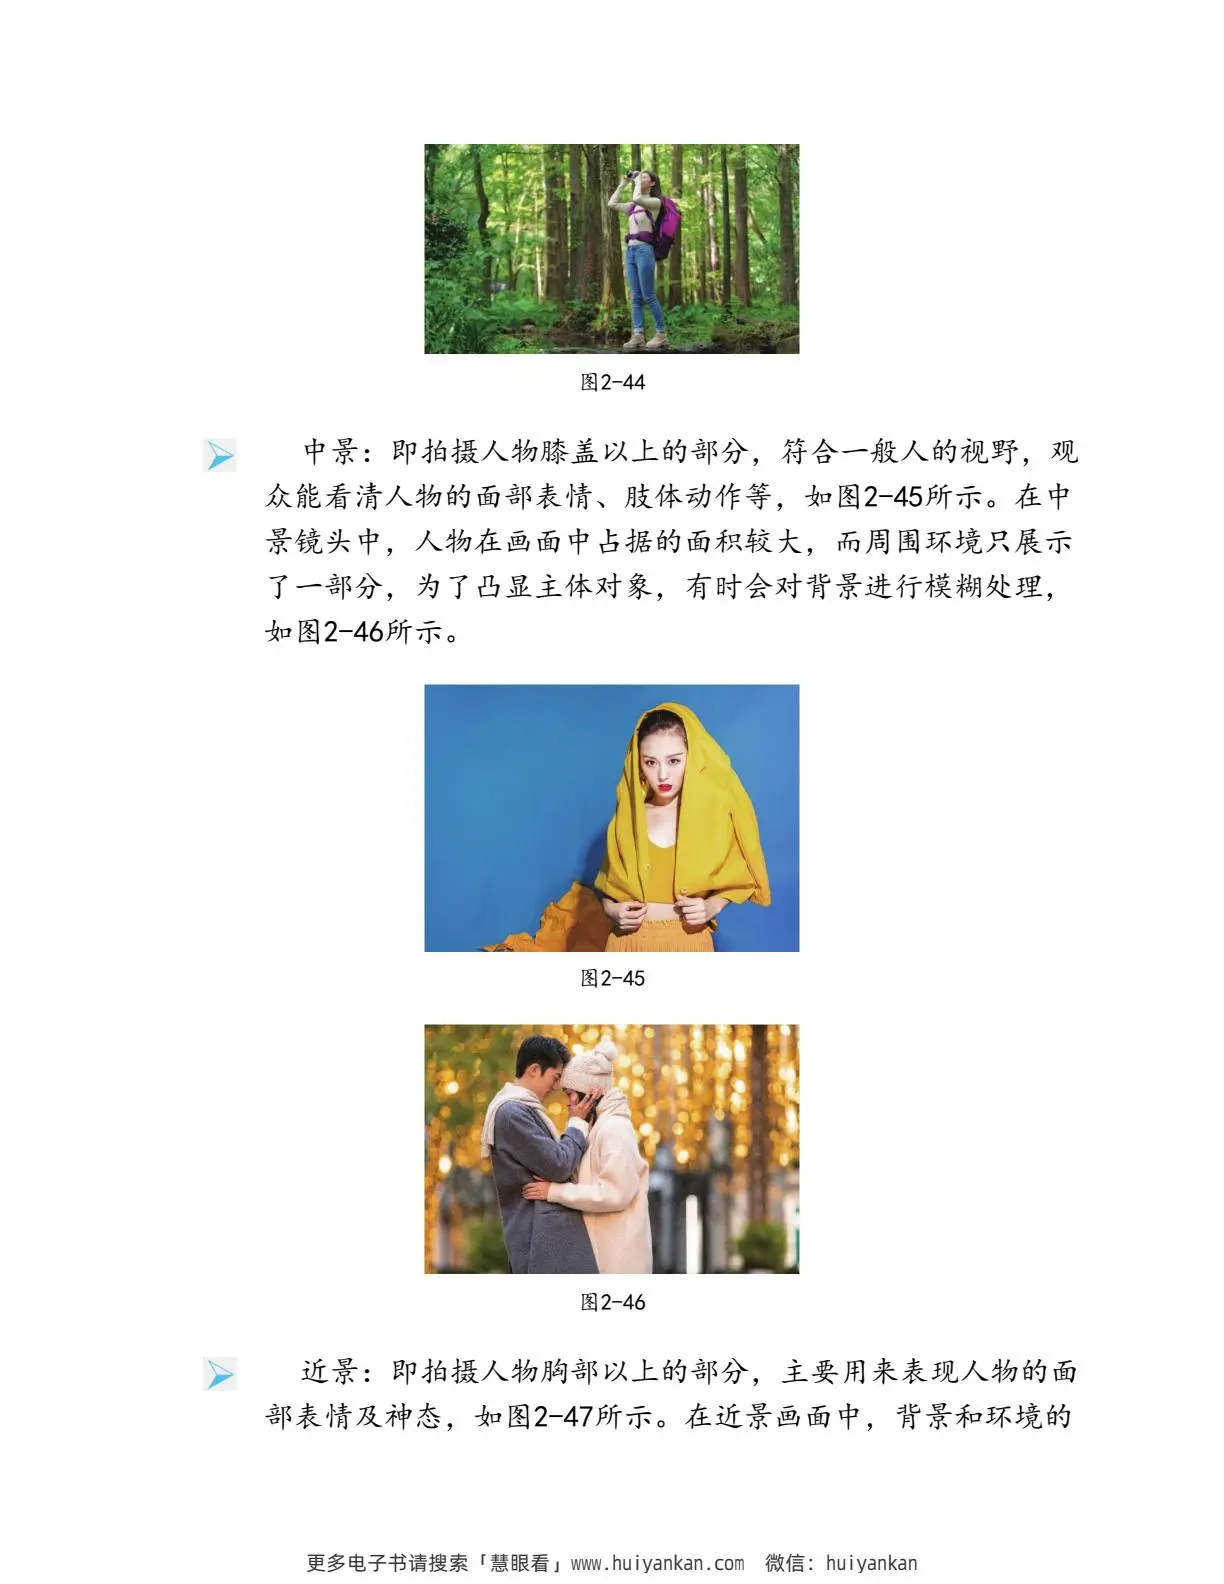 图2-44
中景：即拍摄人物膝盖以上的部分，符合一般人的视野，观
众能看清人物的面部表情、肢体动作等，如图2-45所示。在中
景镜头中，人物在画面中占据的面积较大，而周围环境只展示
了一部分，为了凸显主体对象，有时会对背景进行模糊处理，
如图2-46所示。
图2-45
图2-46
近景：即拍摄人物胸部以上的部分，主要用来表现人物的面
部表情及神态，如图2-47所示。在近景画面中，背景和环境的
更多电子书请搜索「慧眼看」www.huiyankan.com 微信：huiyankan